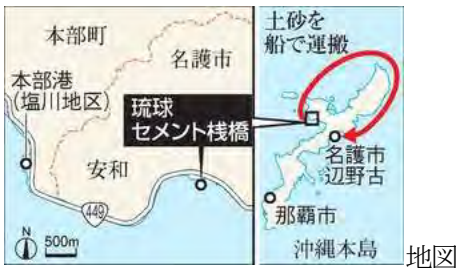 本部町
名護市
本部港
（塩川地区）
琉球
セメント桟橋
安和
449
N
500m
土砂を
船で運搬
名護市
辺野古
那覇市
沖縄本島
地図